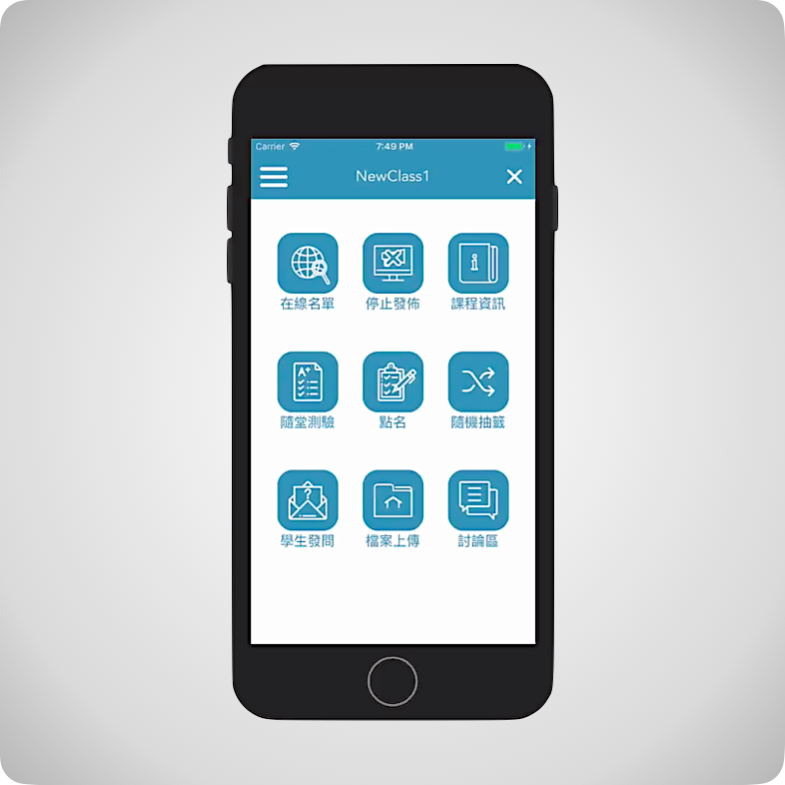 Carrier 7:49 PM
NewClass1
在線名單 停止發佈 課程資訊
A+
i
隨堂測驗 點名 隨機抽籤
?
學生發問 檔案上傳 討論區